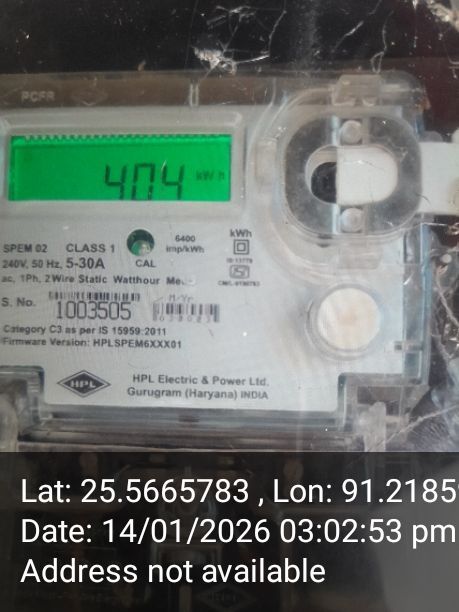 404 kWh
SPEM 02 CLASS 1
6400
imp/kWh
kWh
240V, 50 Hz, 5-30A
CAL
IS 13779
ac, 1Ph, 2Wire Static Watthour
S. No.
1003505
M/Yr
Category C3 as per IS 15959:2011
Firmware Version: HPLSPEM6XXX01
HPL
HPL Electric & Power Ltd.
Gurugram (Haryana) INDIA
Lat: 25.5665783 , Lon: 91.2185
Date: 14/01/2026 03:02:53 pm
Address not available